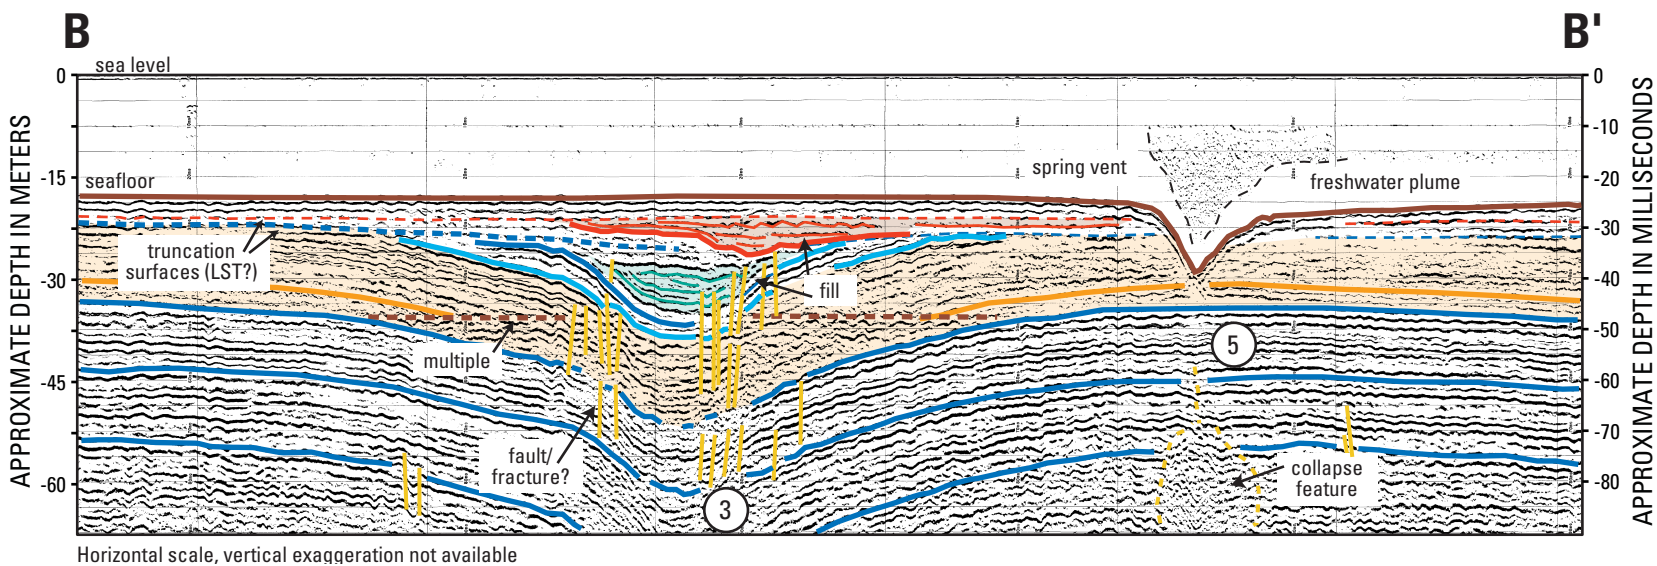 B
B'
sea level
0
-15
-30
-45
-60
APPROXIMATE DEPTH IN METERS
0
-10
-20
-30
-40
-50
-60
-70
-80
APPROXIMATE DEPTH IN MILLISECONDS
spring vent
seafloor
freshwater plume
truncation
surfaces (LST?)
fill
multiple
5
fault/
fracture?
collapse
feature
3
Horizontal scale, vertical exaggeration not available